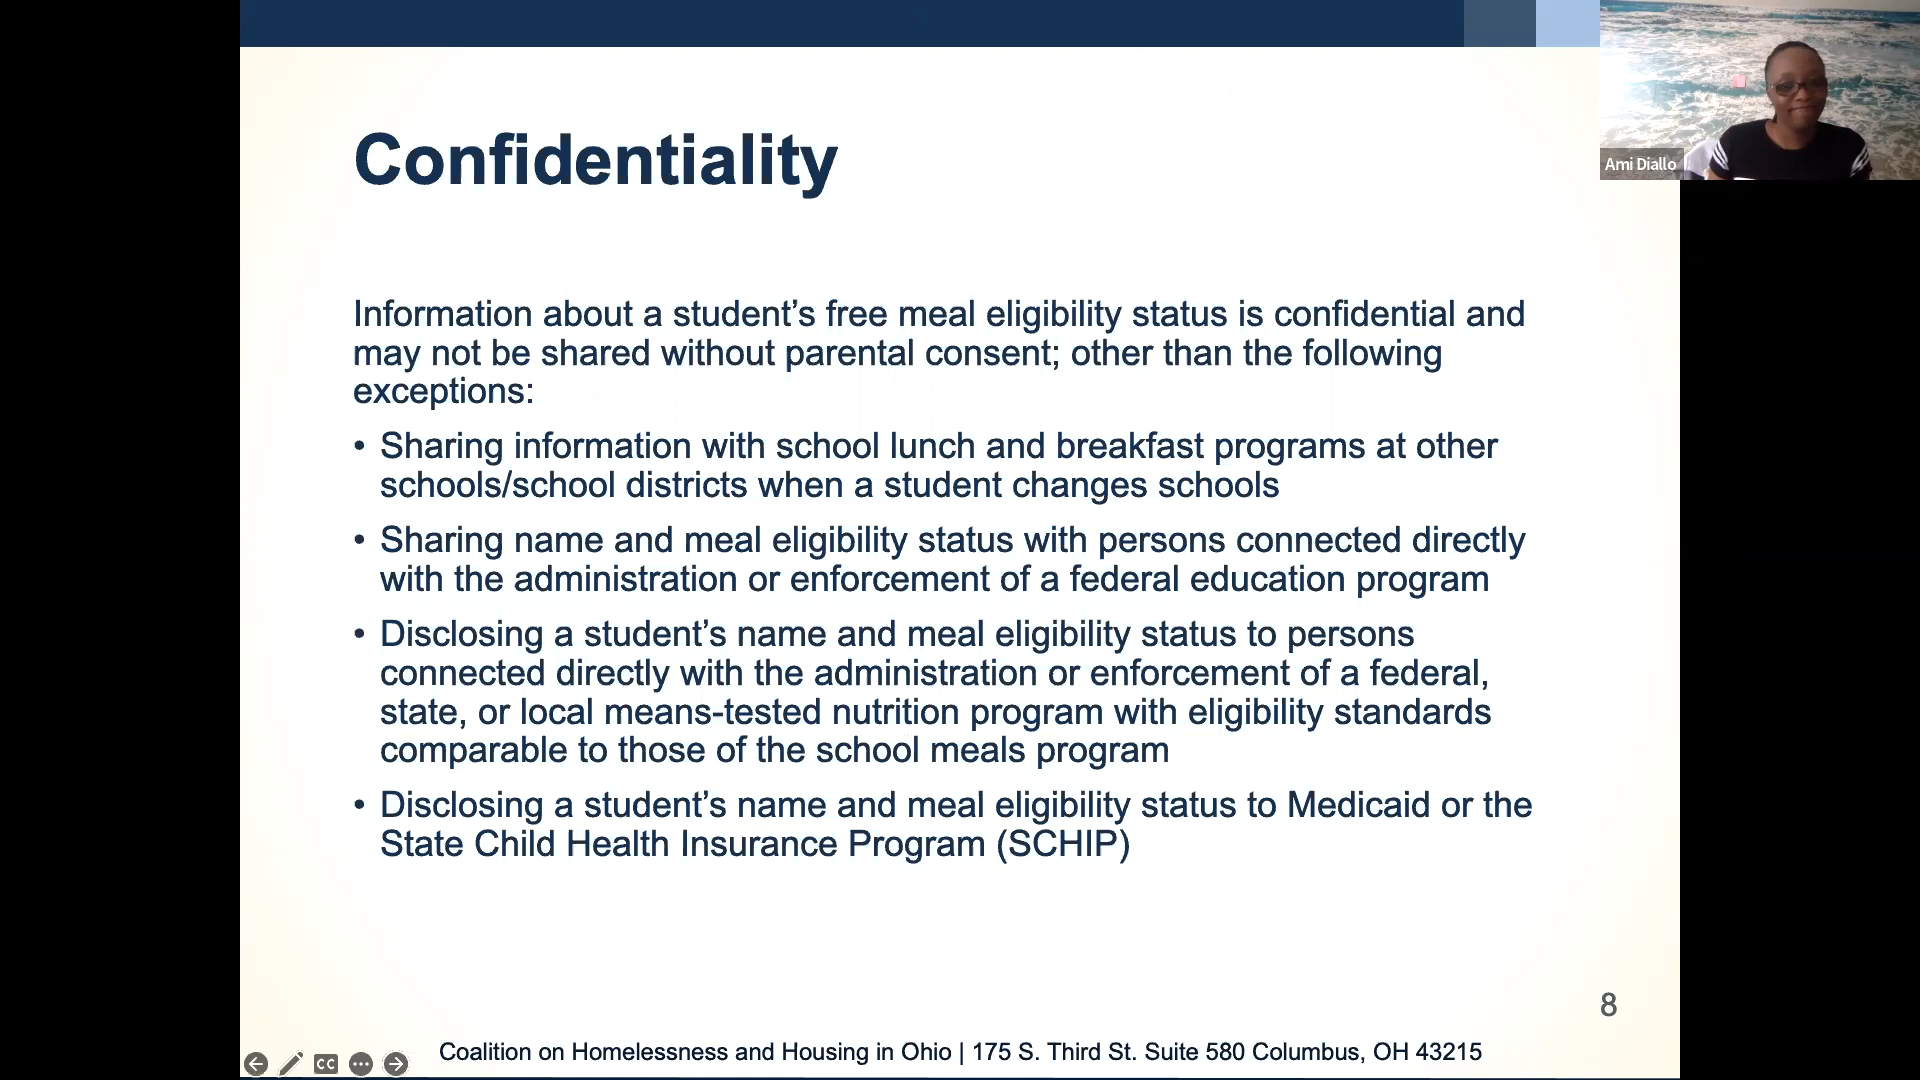 Confidentiality
Ami Diallo
Information about a student’s free meal eligibility status is confidential and
may not be shared without parental consent; other than the following
exceptions:
• Sharing information with school lunch and breakfast programs at other
schools/school districts when a student changes schools
• Sharing name and meal eligibility status with persons connected directly
with the administration or enforcement of a federal education program
• Disclosing a student’s name and meal eligibility status to persons
connected directly with the administration or enforcement of a federal,
state, or local means-tested nutrition program with eligibility standards
comparable to those of the school meals program
• Disclosing a student’s name and meal eligibility status to Medicaid or the
State Child Health Insurance Program (SCHIP)
8
CC
Coalition on Homelessness and Housing in Ohio | 175 S. Third St. Suite 580 Columbus, OH 43215